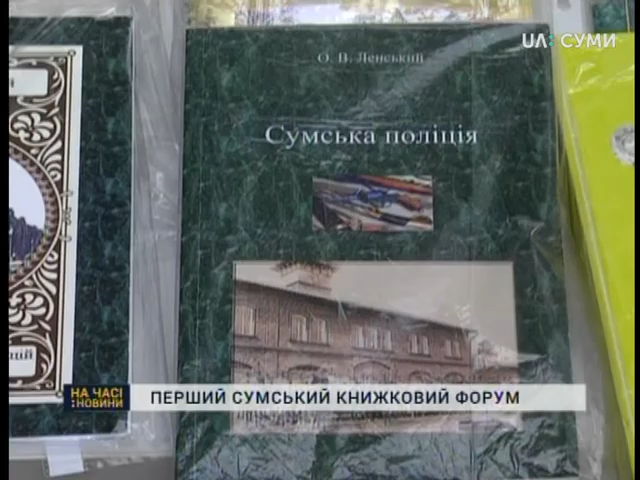 UA: СУМИ
О. В. Ленський
Сумська поліція
НА ЧАСІ
:НОВИНИ
ПЕРШИЙ СУМСЬКИЙ КНИЖКОВИЙ ФОРУМ